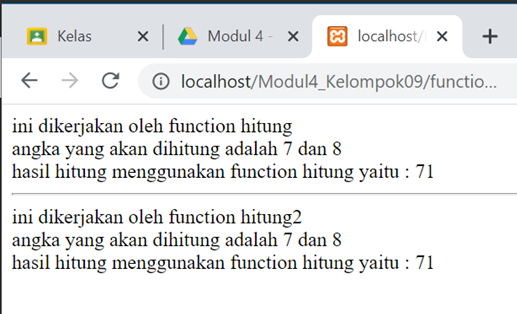 Kelas
Modul 4 -
localhost/
localhost/Modul4_Kelompok09/functio...
ini dikerjakan oleh function hitung
angka yang akan dihitung adalah 7 dan 8
hasil hitung menggunakan function hitung yaitu : 71
ini dikerjakan oleh function hitung2
angka yang akan dihitung adalah 7 dan 8
hasil hitung menggunakan function hitung yaitu : 71